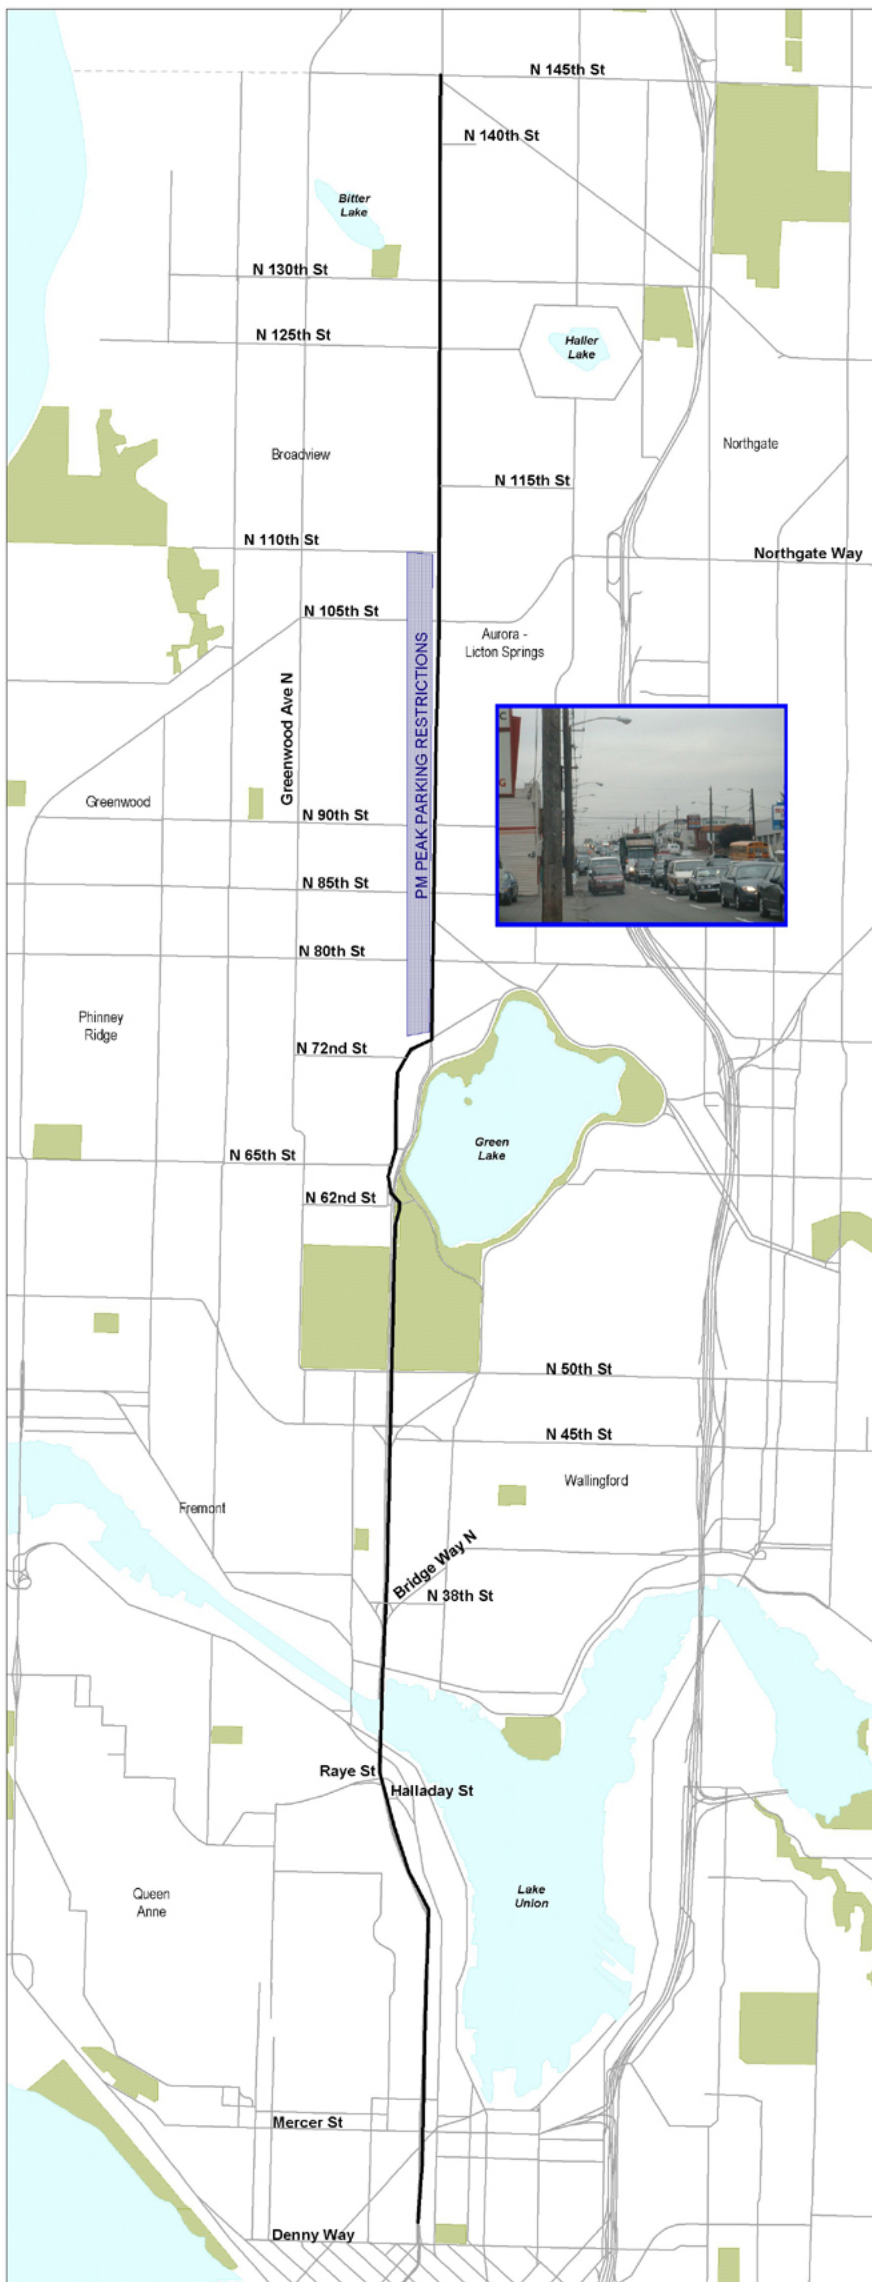 N 145th St
N 140th St
Bitter
Lake
N 130th St
N 125th St
Haller
Lake
Northgate
Broadview
N 115th St
N 110th St
Northgate Way
N 105th St
Aurora -
Licton Springs
PM PEAK PARKING RESTRICTIONS
Greenwood Ave N
Greenwood
N 90th St
N 85th St
N 80th St
Phinney
Ridge
N 72nd St
Green
Lake
N 65th St
N 62nd St
N 50th St
N 45th St
Wallingford
Fremont
Bridge Way N
N 38th St
Raye St
Halladay St
Queen
Anne
Lake
Union
Mercer St
Denny Way